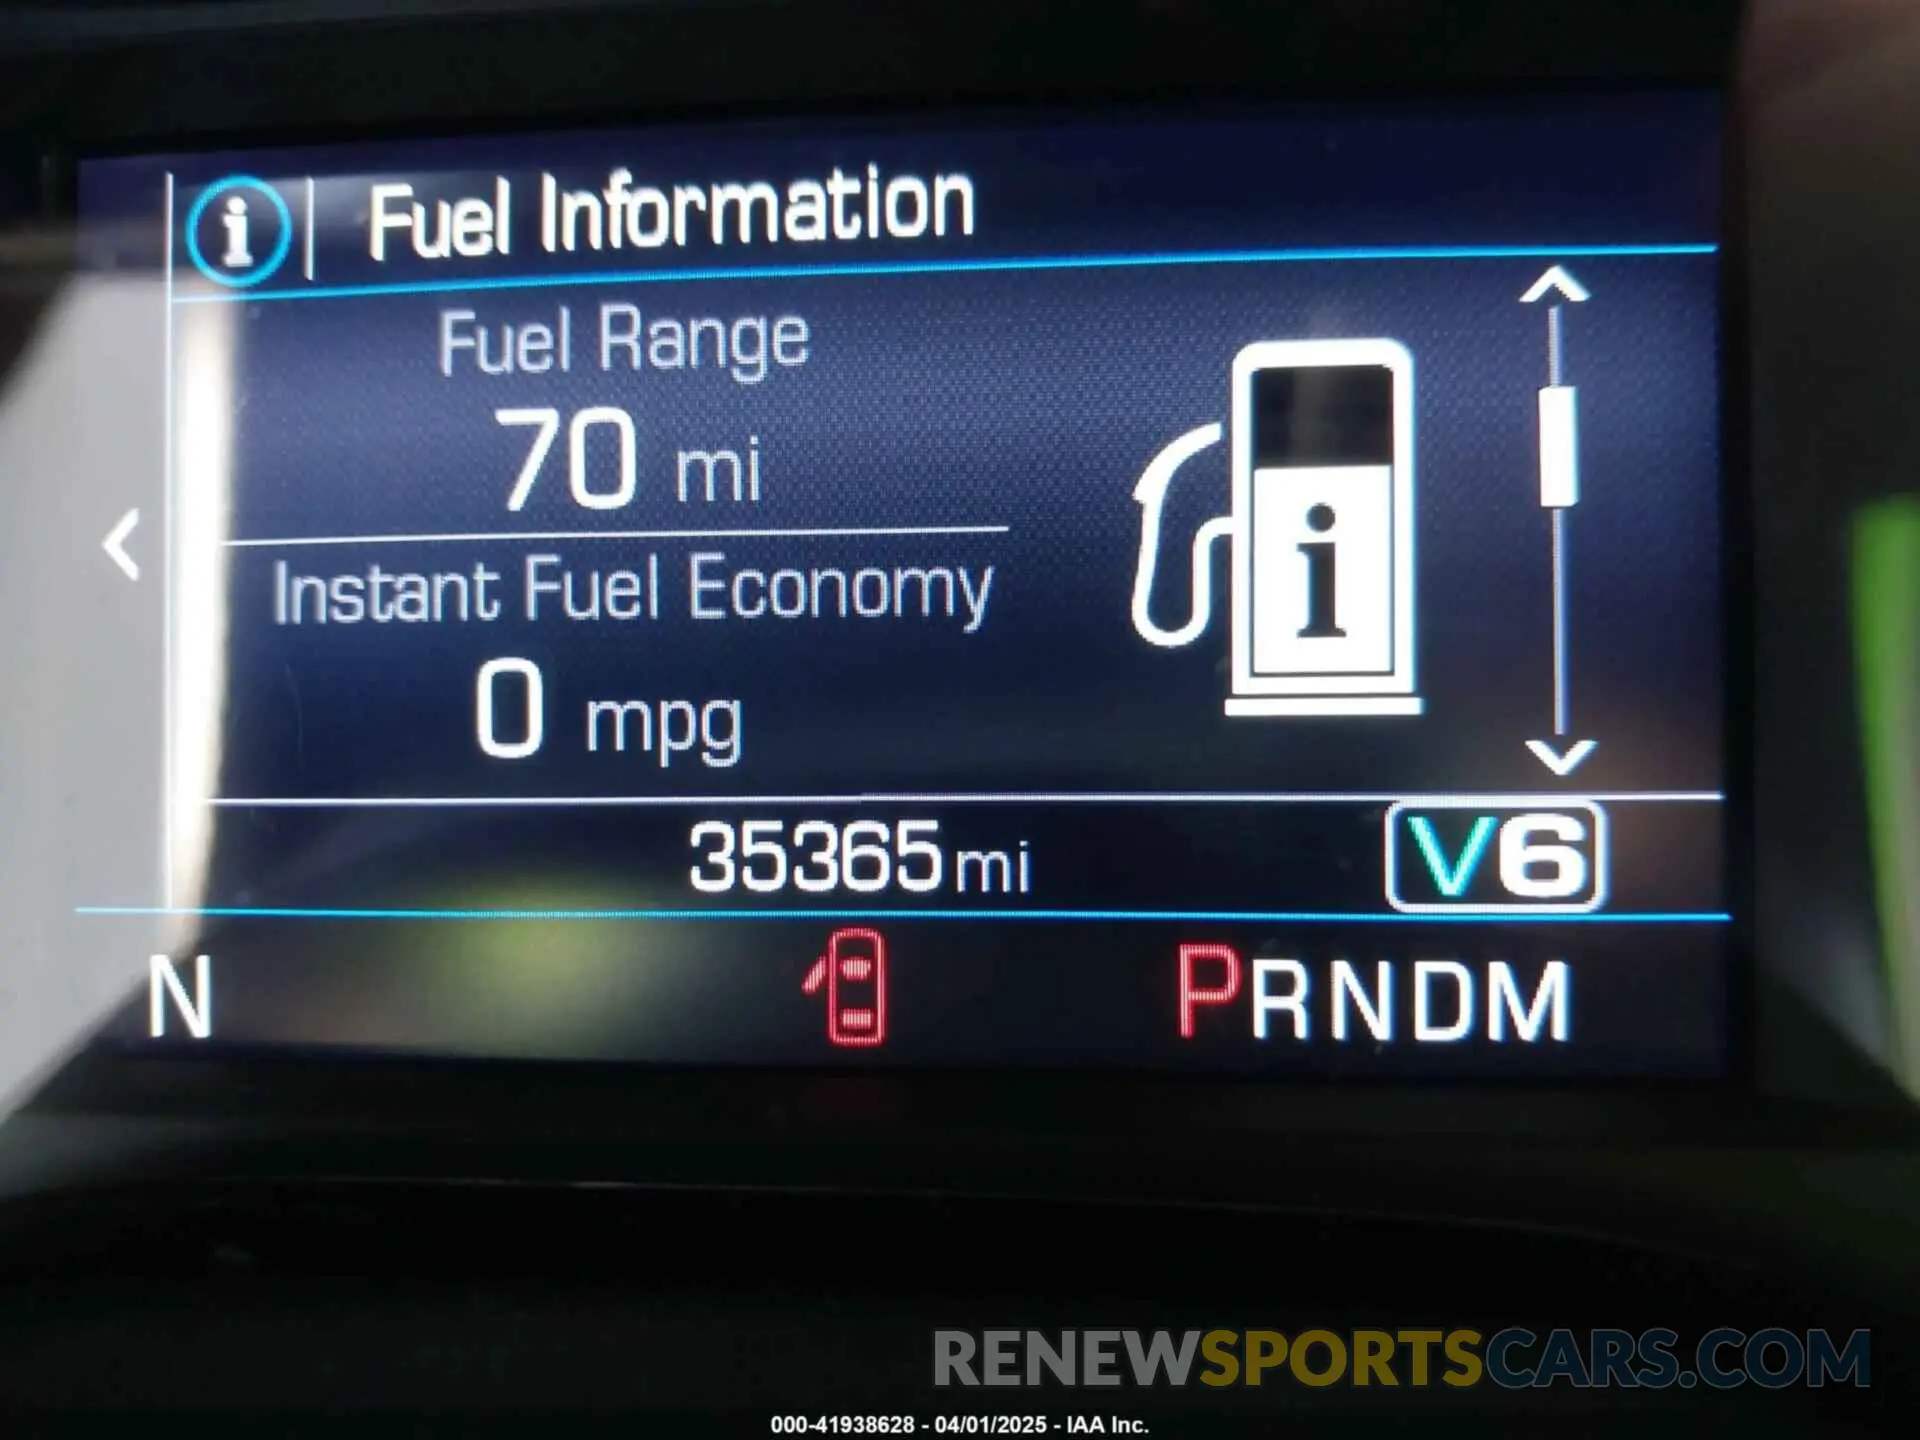 i Fuel Information
Fuel Range
70 mi
Instant Fuel Economy
0 mpg
i
35365 mi
V6
N
PRNDM
RENEWSPORTSCARS.COM
000-41938628 - 04/01/2025 - IAA Inc.